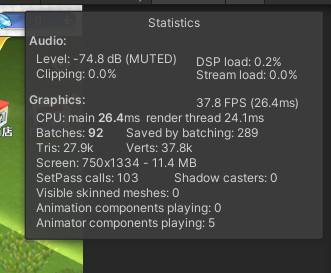 Statistics
Audio:
Level: -74.8 dB (MUTED) DSP load: 0.2%
Clipping: 0.0% Stream load: 0.0%
Graphics: 37.8 FPS (26.4ms)
CPU: main 26.4ms render thread 24.1ms
Batches: 92 Saved by batching: 289
Tris: 27.9k Verts: 37.8k
Screen: 750x1334 - 11.4 MB
SetPass calls: 103 Shadow casters: 0
Visible skinned meshes: 0
Animation components playing: 0
Animator components playing: 5
店